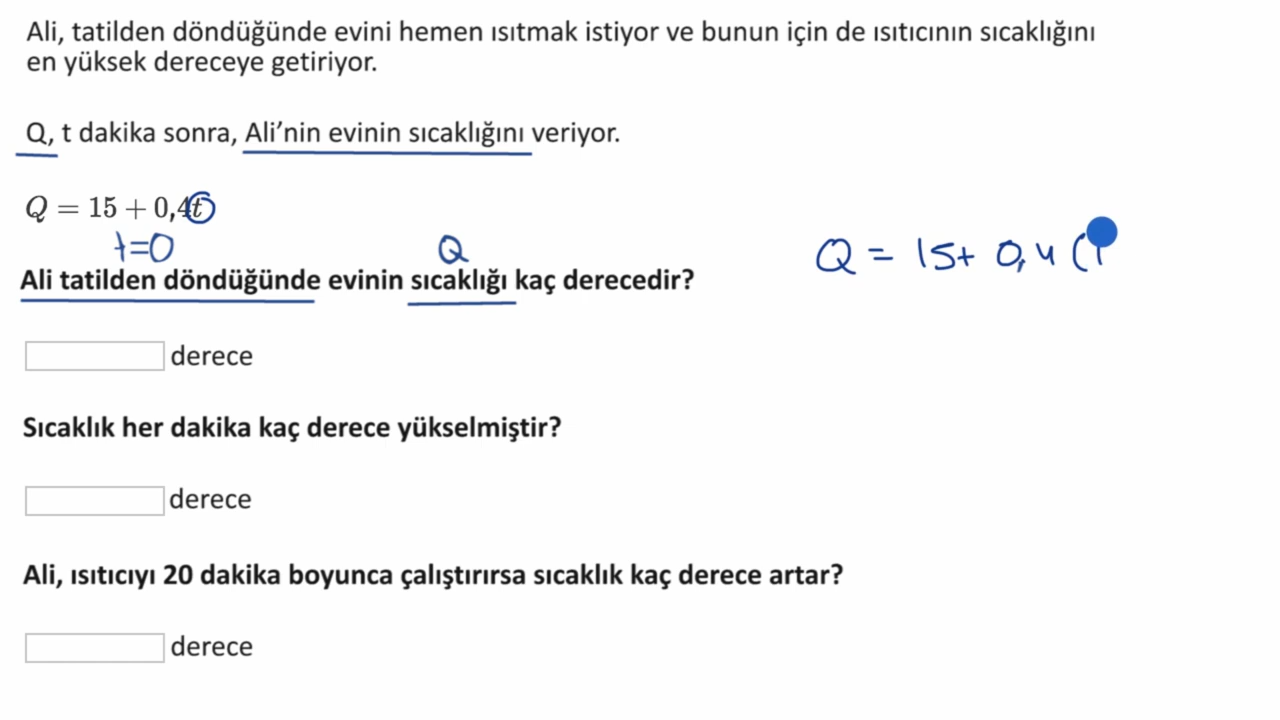 Ali, tatilden döndüğünde evini hemen ısıtmak istiyor ve bunun için de ısıtıcının sıcaklığını
en yüksek dereceye getiriyor.
Q, t dakika sonra, Ali’nin evinin sıcaklığını veriyor.
Q = 15 + 0,4t
t=0 Q
Q = 15+ 0,4 (
Ali tatilden döndüğünde evinin sıcaklığı kaç derecedir?
derece
Sıcaklık her dakika kaç derece yükselmiştir?
derece
Ali, ısıtıcıyı 20 dakika boyunca çalıştırırsa sıcaklık kaç derece artar?
derece